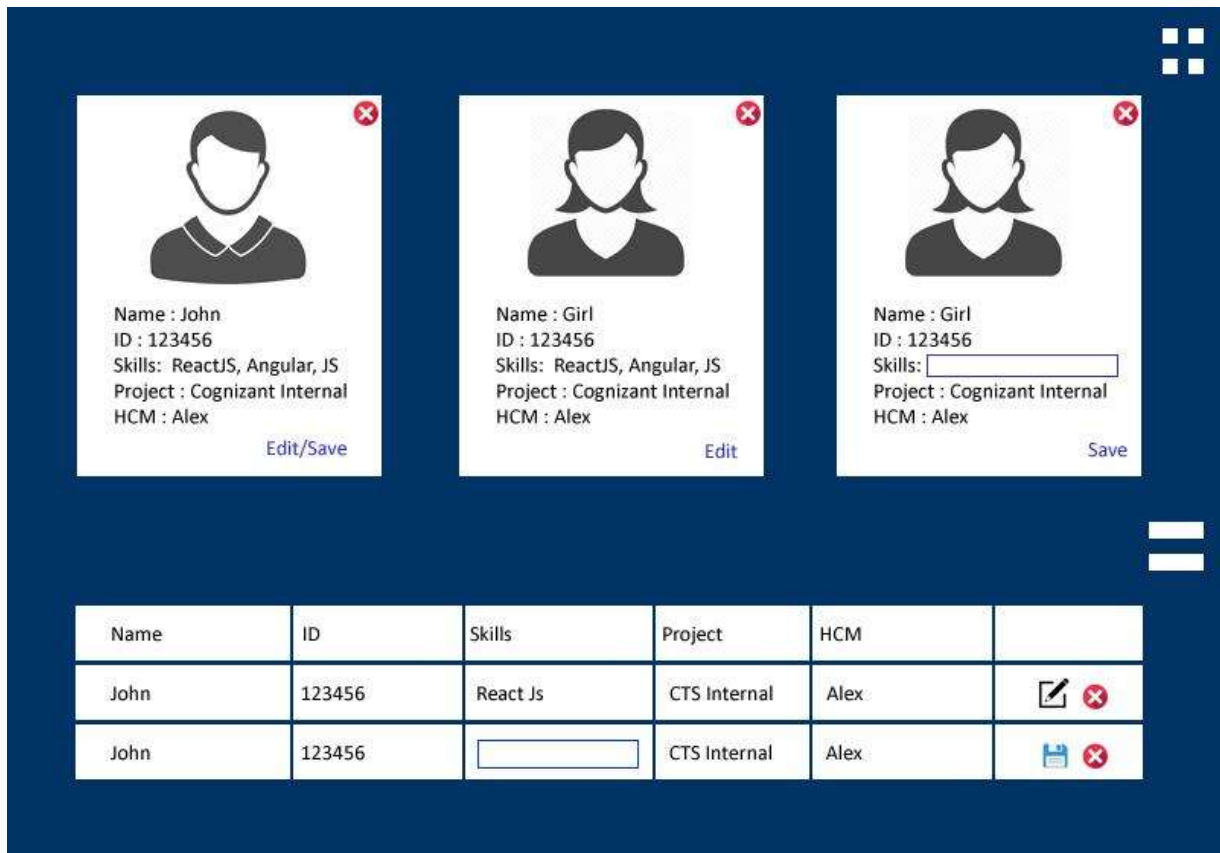 Name : John
ID : 123456
Skills:  ReactJS, Angular, JS
Project : Cognizant Internal
HCM : Alex
Edit/Save
Name : Girl
ID : 123456
Skills:  ReactJS, Angular, JS
Project : Cognizant Internal
HCM : Alex
Edit
Name : Girl
ID : 123456
Skills:
Project : Cognizant Internal
HCM : Alex
Save
Name ID Skills Project HCM
John 123456 React Js CTS Internal Alex
John 123456 CTS Internal Alex